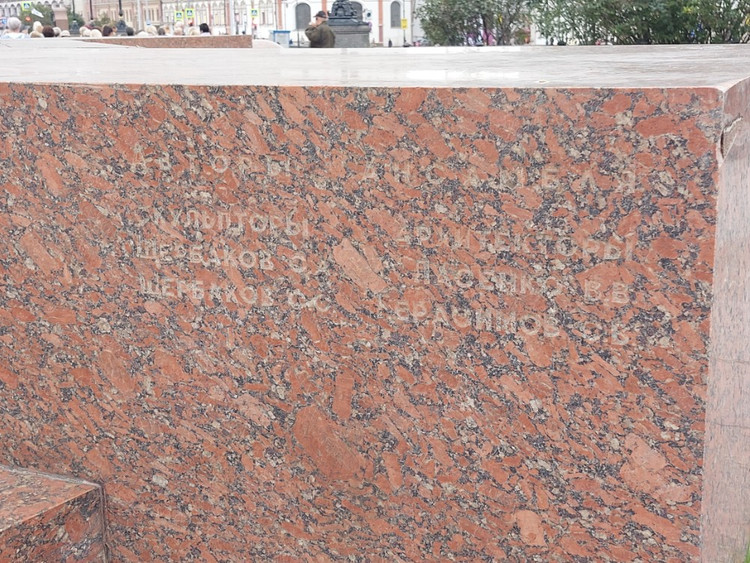 АВТОРЫ АНСАМБЛЯ
СКУЛЬПТОРЫ
ЩЕРБАКОВ С.А
ЩЕРБАКОВ С.С.
АРХИТЕКТОРЫ
В.В
ГЕРАСИМОВ С.Б